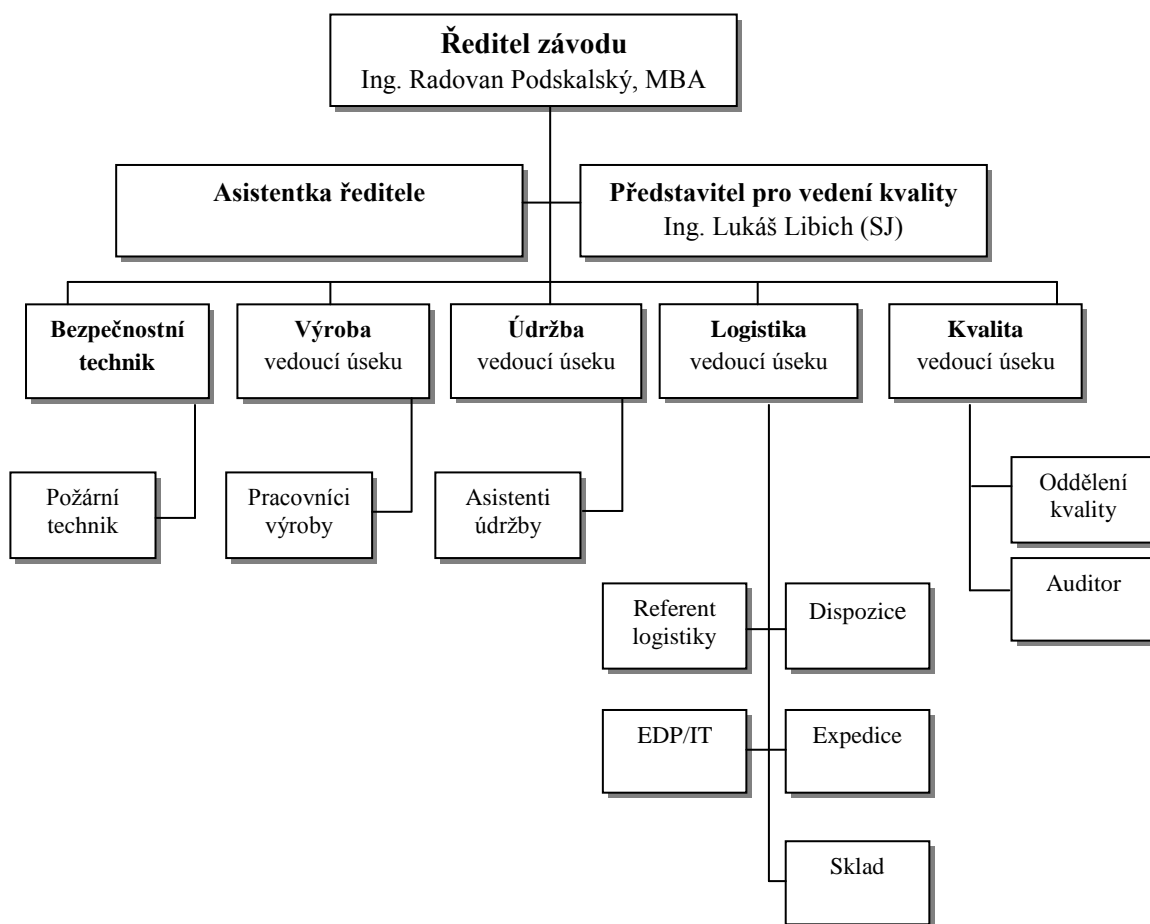 Ředitel závodu
Ing. Radovan Podskalský, MBA
Asistentka ředitele
Představitel pro vedení kvality
Ing. Lukáš Libich (SJ)
Bezpečnostní
technik
Výroba
vedoucí úseku
Údržba
vedoucí úseku
Logistika
vedoucí úseku
Kvalita
vedoucí úseku
Požární
technik
Pracovníci
výroby
Asistenti
údržby
Oddělení
kvality
Auditor
Referent
logistiky
Dispozice
EDP/IT
Expedice
Sklad